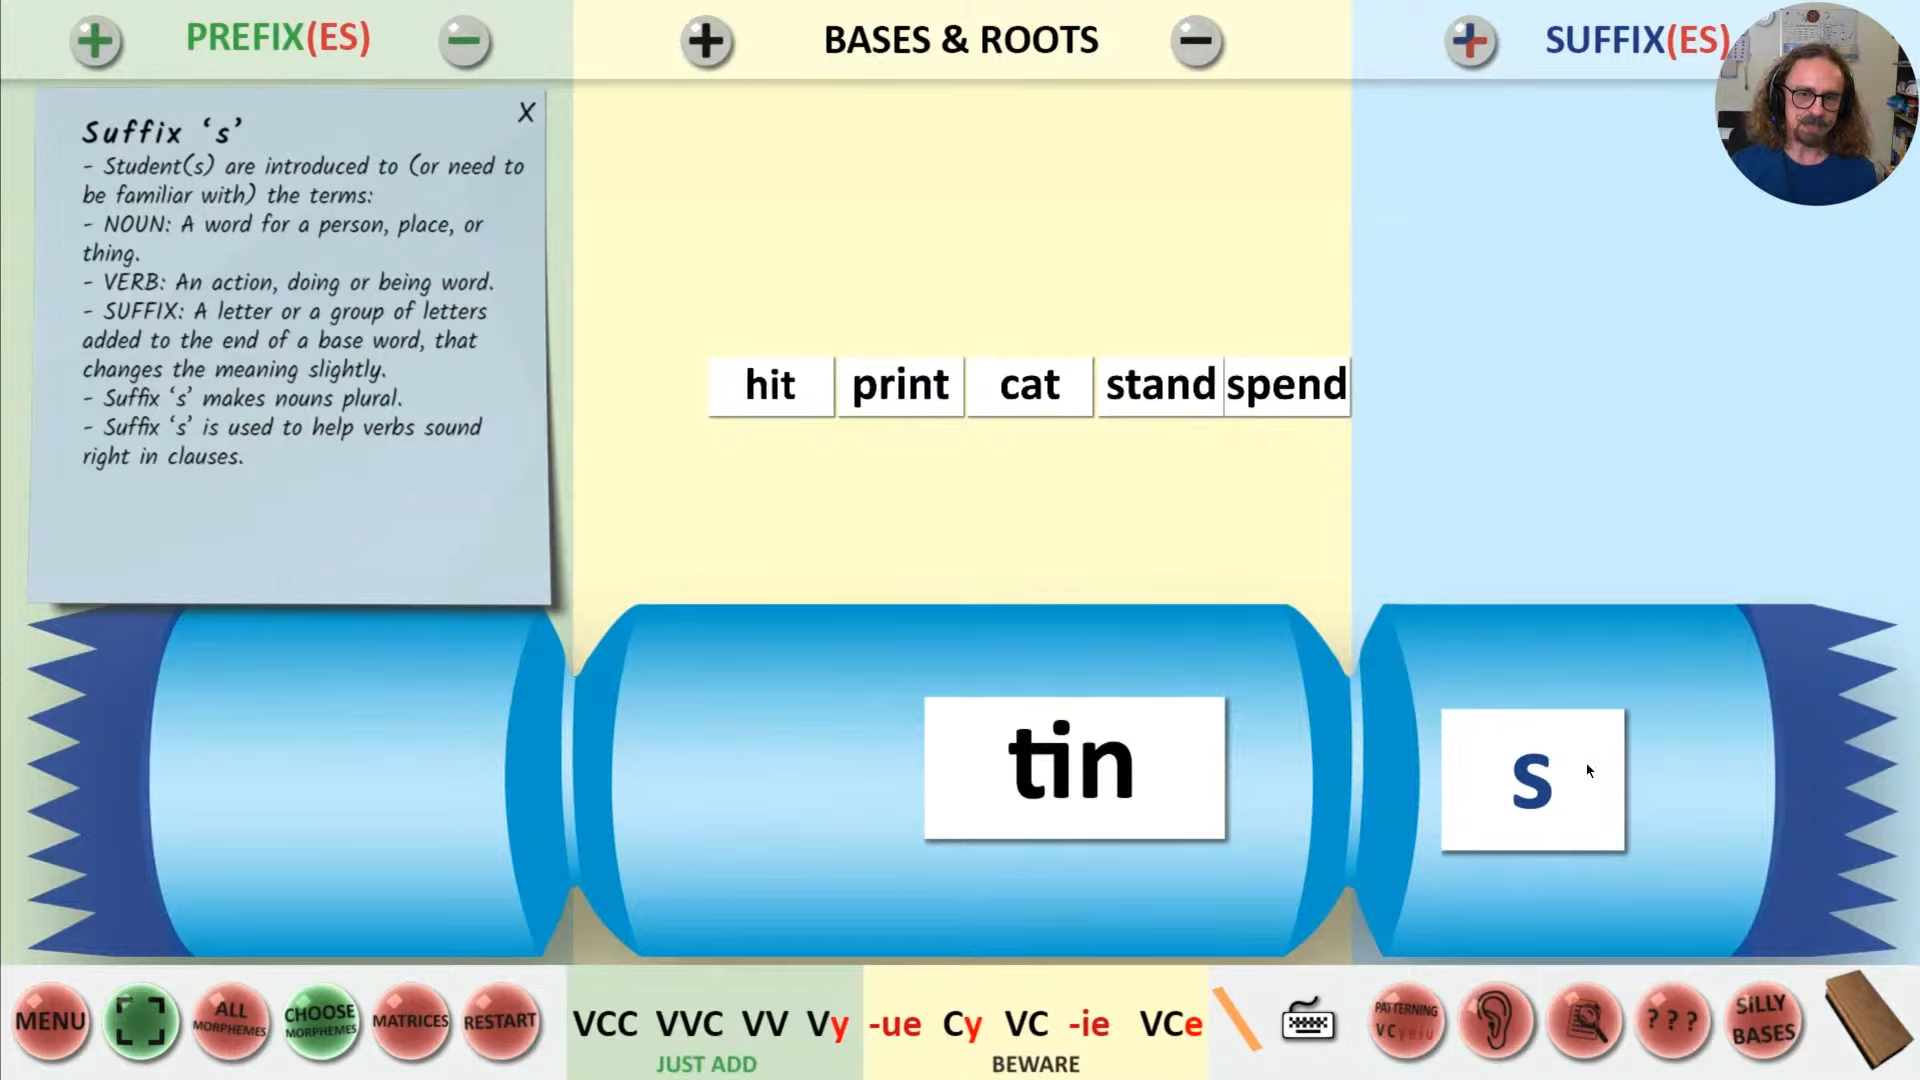 PREFIX(ES)
BASES & ROOTS
SUFFIX(ES)
X
Suffix ‘s’
- Student(s) are introduced to (or need to
be familiar with) the terms:
- NOUN: A word for a person, place, or
thing.
- VERB: An action, doing or being word.
- SUFFIX: A letter or a group of letters
added to the end of a base word, that
changes the meaning slightly.
- Suffix ‘s’ makes nouns plural.
- Suffix ‘s’ is used to help verbs sound
right in clauses.
hit print cat stand spend
tin
s
MENU
ALL
MORPHEMES
CHOOSE
MORPHEMES
MATRICES
RESTART
VCC VVC VV Vy
JUST ADD
-ue Cy VC -ie VCe
BEWARE
PATTERNING
VCyeiu
???
SILLY
BASES